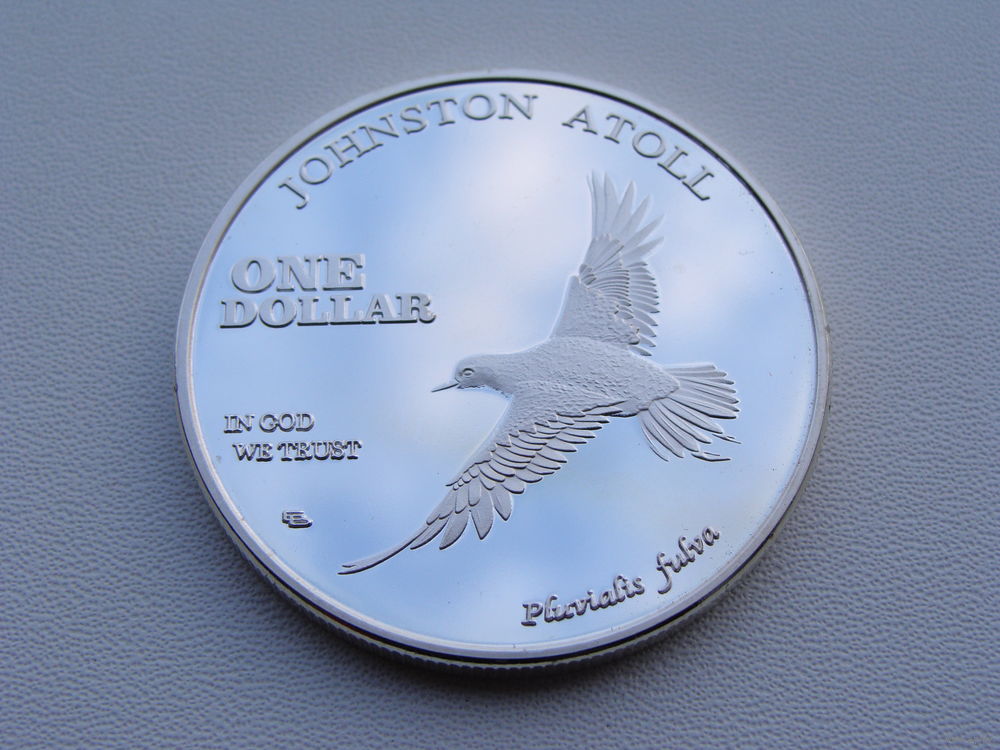 JOHNSTON ATOLL
ONE
DOLLAR
IN GOD
WE TRUST
Pluvialis fulva